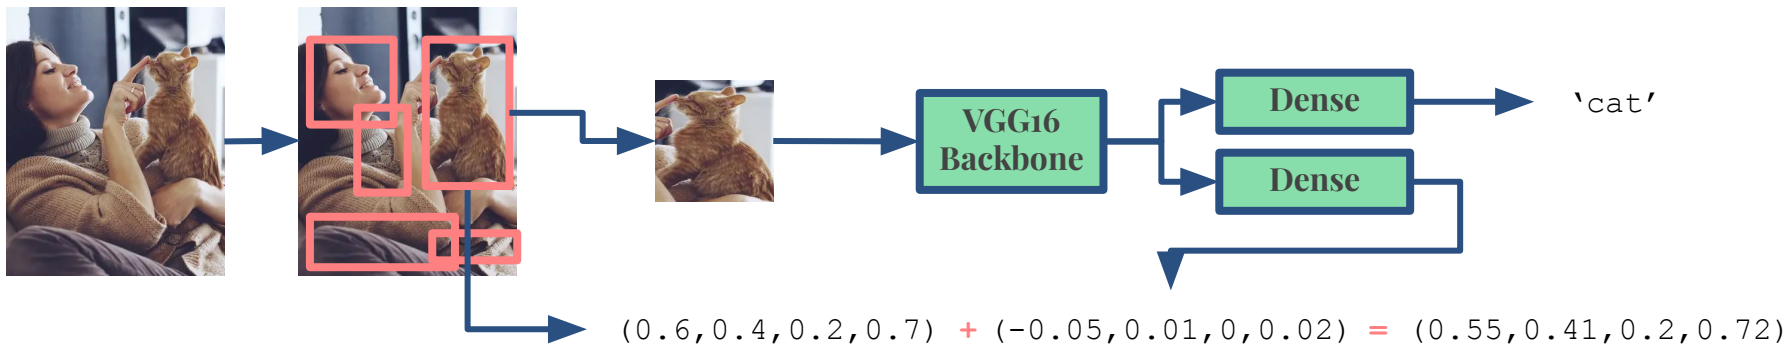 VGG16
Backbone
Dense
Dense
‘cat’
(0.6,0.4,0.2,0.7) + (-0.05,0.01,0,0.02) = (0.55,0.41,0.2,0.72)